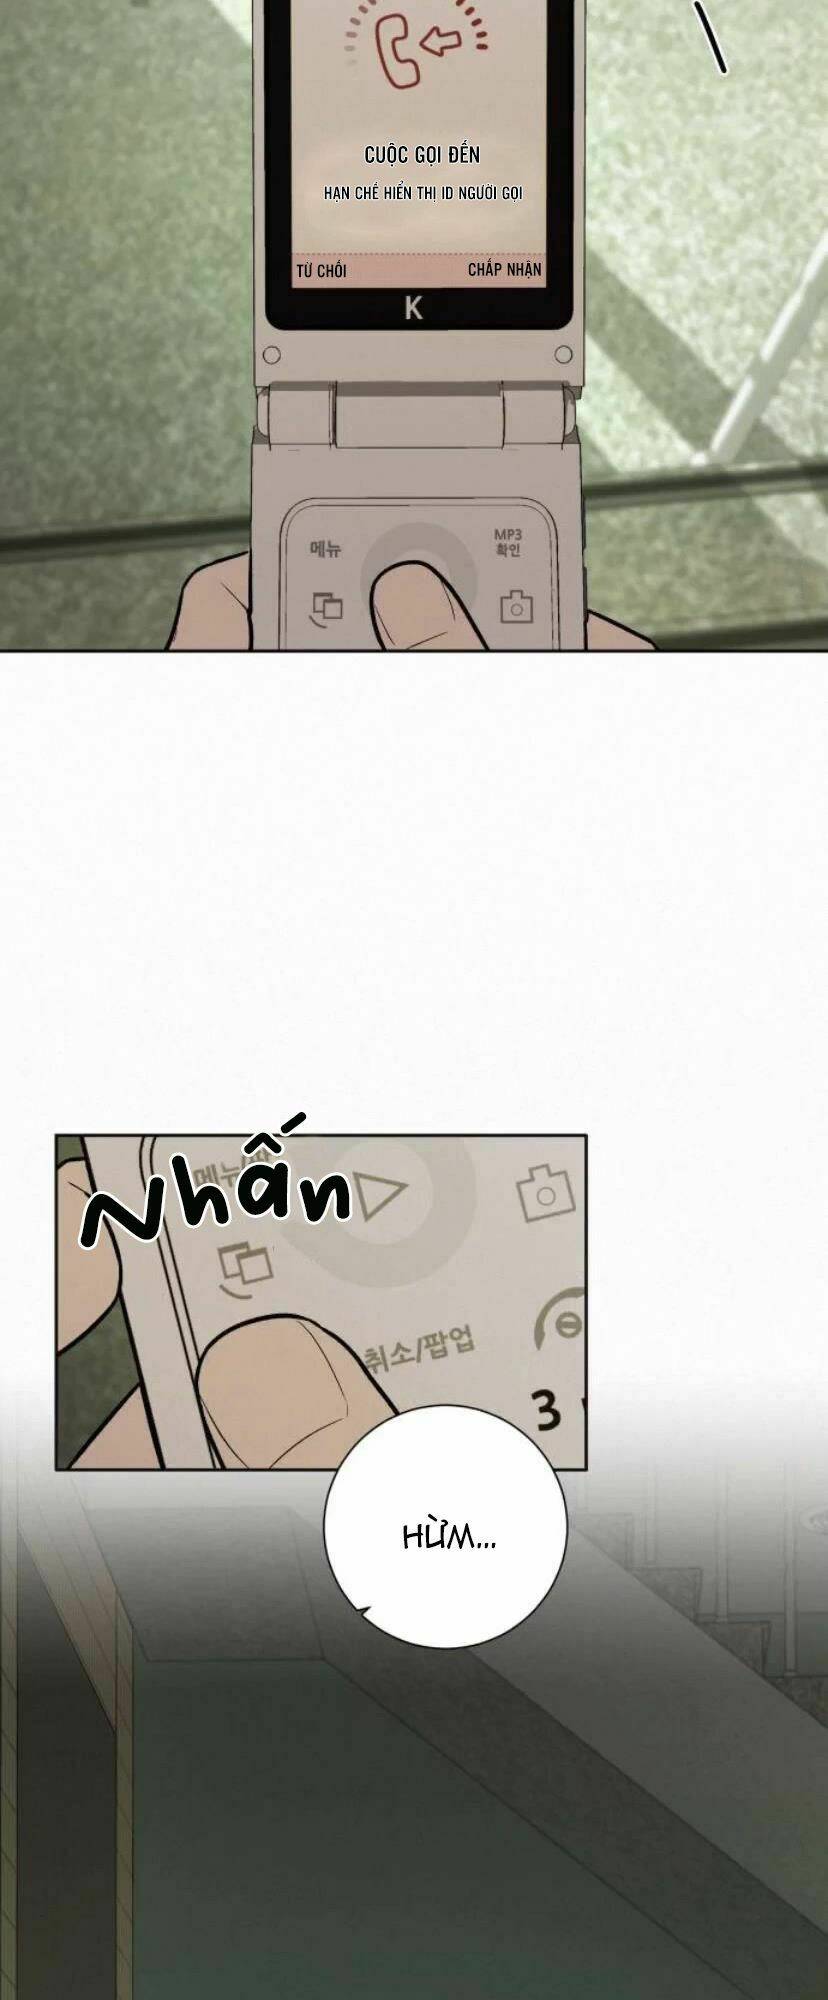 CUỘC GỌI ĐẾN
HẠN CHẾ HIỂN THỊ ID NGƯỜI GỌI
TỪ CHỐI CHẤP NHẬN
K
메뉴 MP3
확인
Nhấn
취소/팝업
3
HỪM...